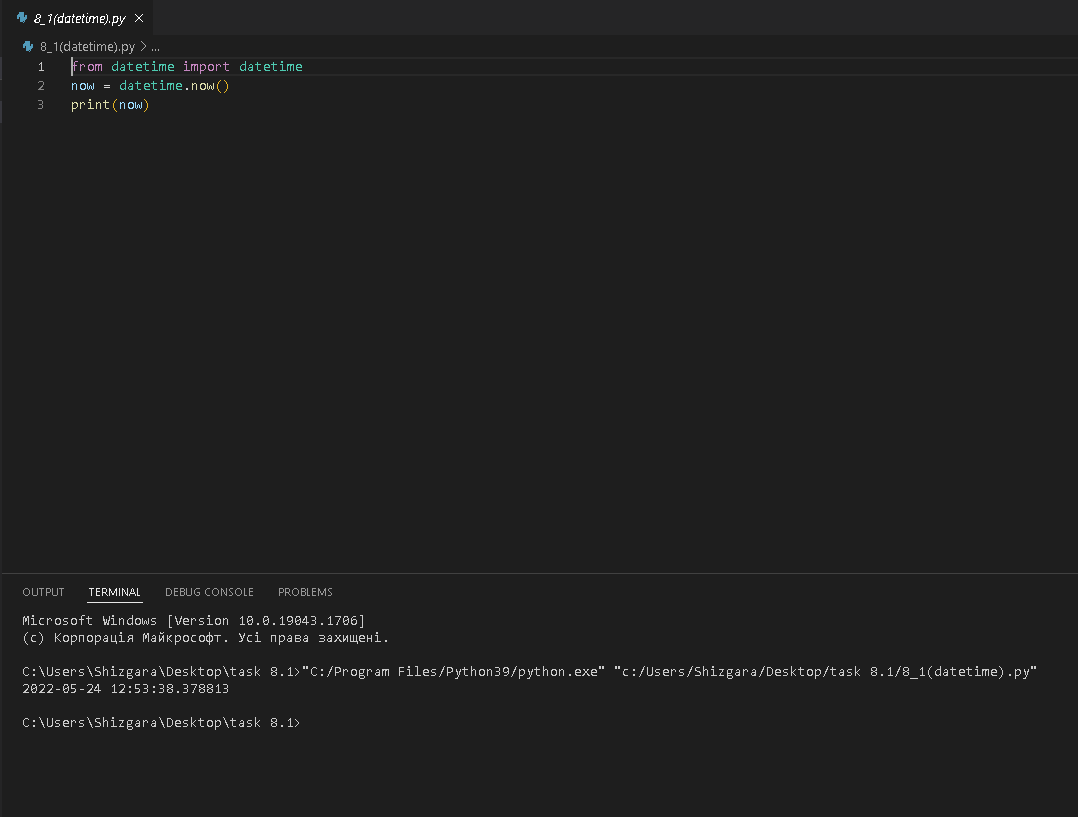 8_1(datetime).py
8_1(datetime).py > ...
1 from datetime import datetime
2 now = datetime.now()
3 print(now)
OUTPUT TERMINAL DEBUG CONSOLE PROBLEMS
Microsoft Windows [Version 10.0.19043.1706]
(c) Корпорація Майкрософт. Усі права захищені.
C:\Users\Shizgara\Desktop\task 8.1>"C:/Program Files/Python39/python.exe" "c:/Users/Shizgara/Desktop/task 8.1/8_1(datetime).py"
2022-05-24 12:53:38.378813
C:\Users\Shizgara\Desktop\task 8.1>